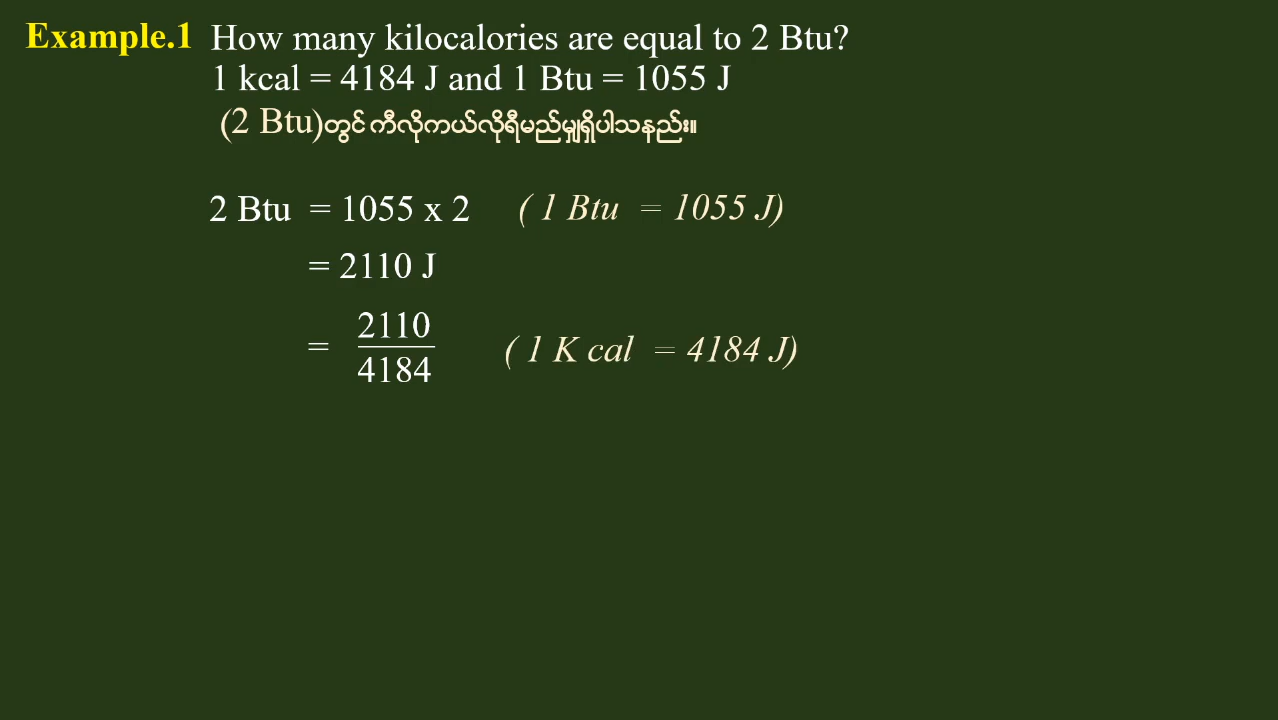 Example.1 How many kilocalories are equal to 2 Btu?
1 kcal = 4184 J and 1 Btu = 1055 J
(2 Btu)တွင် ကီလိုကယ်လိုရီမည်မျှရှိပါသနည်း။
2 Btu = 1055 x 2 ( 1 Btu = 1055 J)
= 2110 J
= 2110
4184 ( 1 K cal = 4184 J)